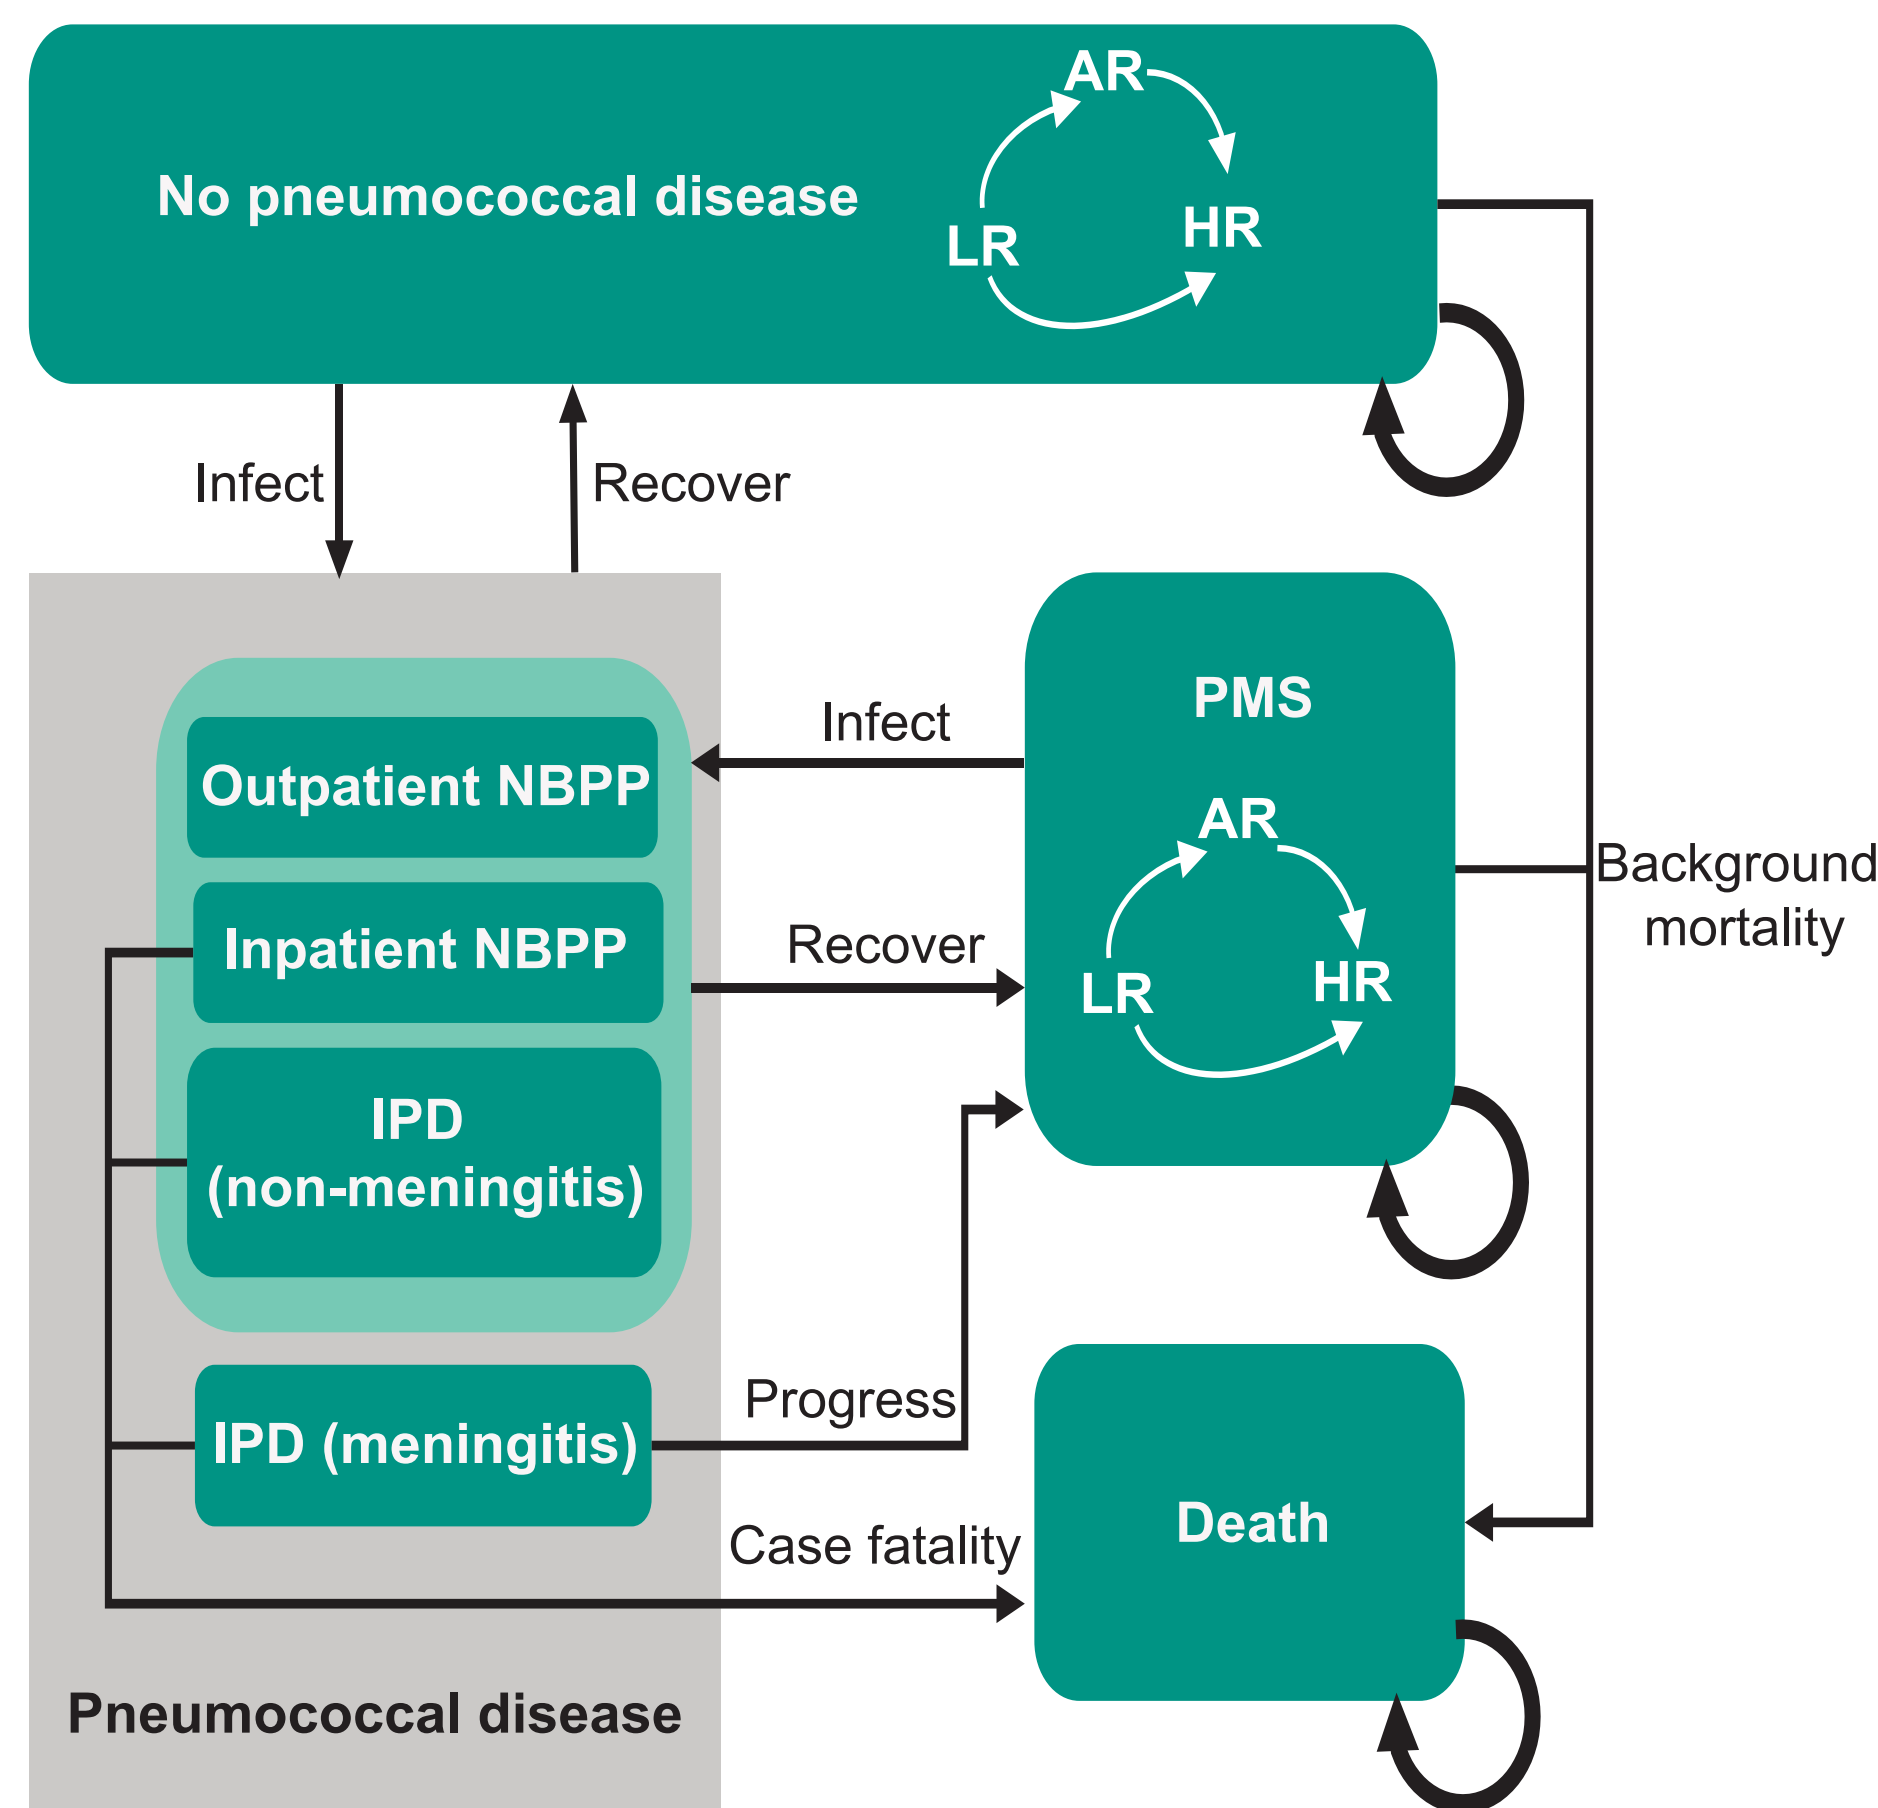 AR
No pneumococcal disease
LR
HR
Infect
Recover
PMS
Infect
Outpatient NBPP
AR
Background
mortality
Inpatient NBPP
Recover
LR
HR
IPD
(non-meningitis)
Progress
IPD (meningitis)
Death
Case fatality
Pneumococcal disease